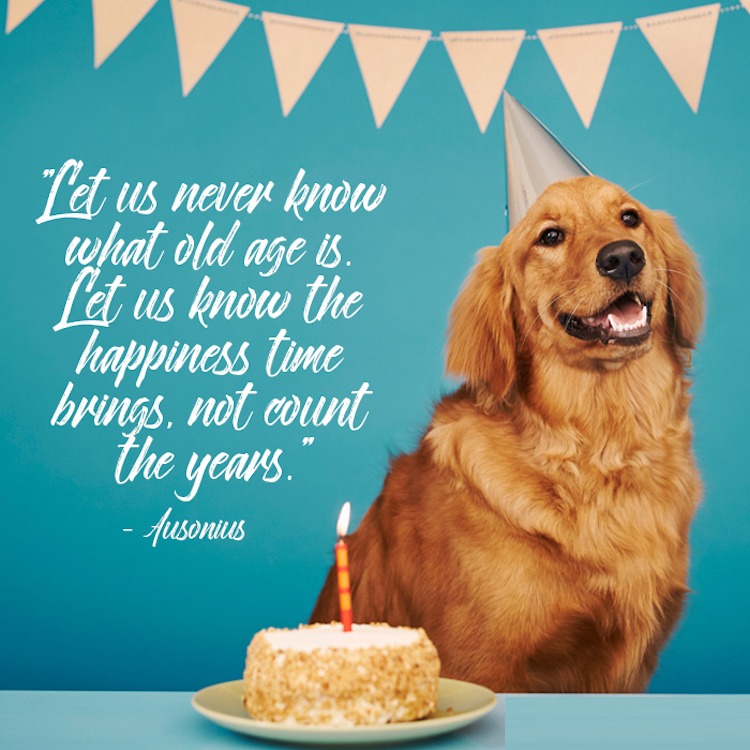 "Let us never know
what old age is.
Let us know the
happiness time
brings, not count
the years."
- Ausonius